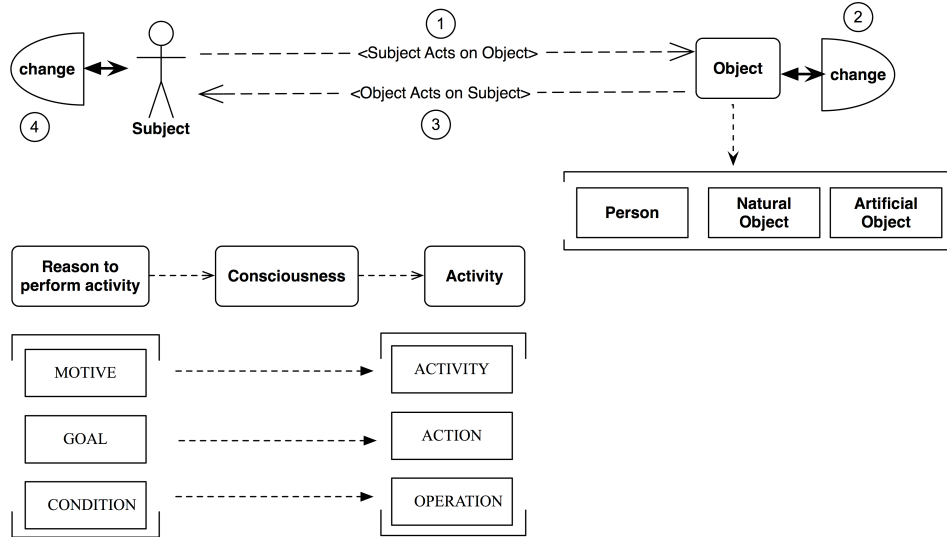 1
2
<Subject Acts on Object>
change
Object
change
<Object Acts on Subject>
4
3
Subject
Person
Natural
Object
Artificial
Object
Reason to
perform activity
Consciousness
Activity
MOTIVE
ACTIVITY
GOAL
ACTION
CONDITION
OPERATION